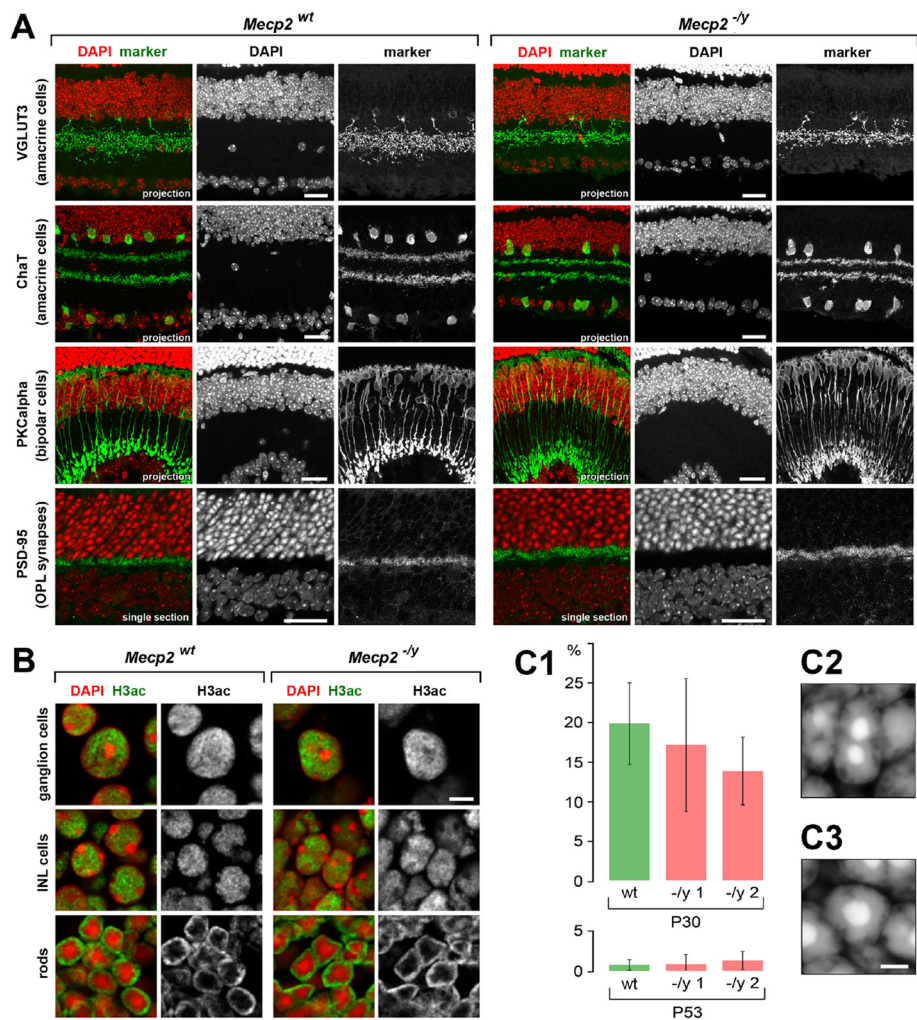 A
Mecp2 wt
Mecp2 -/y
DAPI marker
DAPI
marker
DAPI marker
DAPI
marker
VGLUT3
(amacrine cells)
projection
projection
ChaT
(amacrine cells)
projection
projection
PKCalpha
(bipolar cells)
projection
projection
PSD-95
(OPL synapses)
single section
single section
B
Mecp2 wt
Mecp2 -/y
DAPI H3ac
H3ac
DAPI H3ac
H3ac
ganglion cells
INL cells
rods
C1
%
25
20
15
10
5
0
wt
-/y 1
-/y 2
P30
5
0
wt
-/y 1
-/y 2
P53
C2
C3